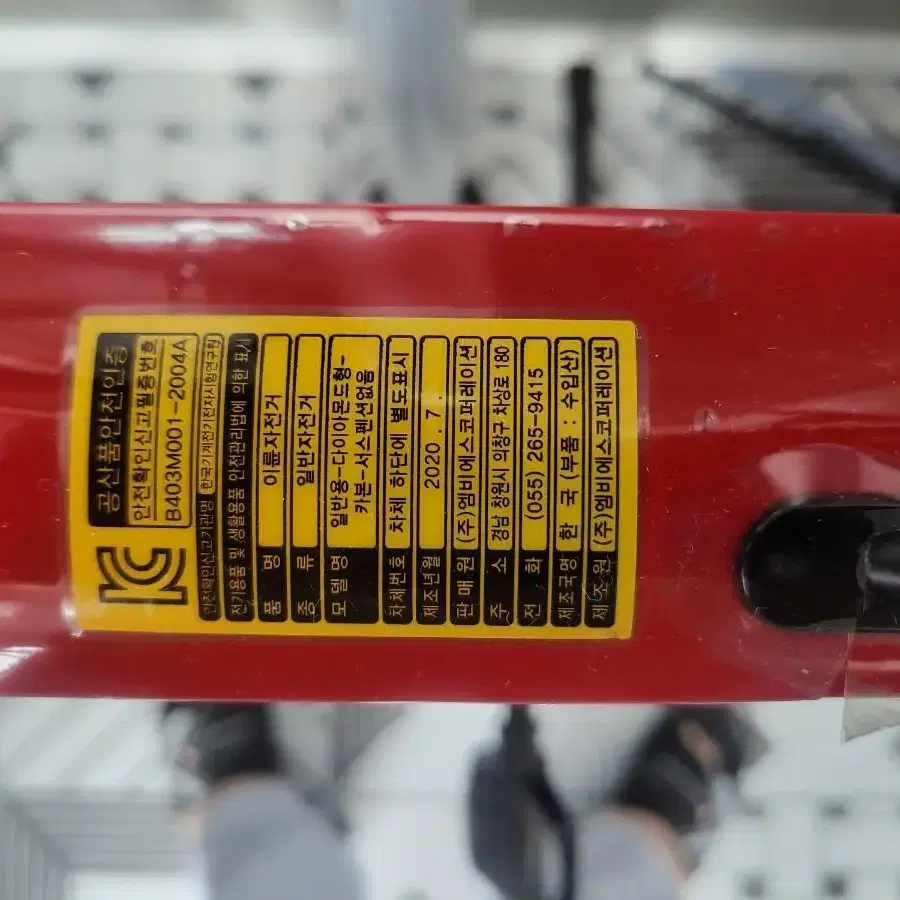 공산품안전인증
안전확인신고필증번호
B403M001-2004A
안전확인신고기관명 한국기계전기전자시험연구원
전기용품 및 생활용품 안전관리법에 의한 표시
품 명 이륜자전거
종 류 일반자전거
모 델 명 일반용-다이아몬드형-
카본-서스펜션없음
차체번호 차체 하단에 별도표시
제조년월 2020 . 7 .
판 매 원 (주)엠비에스코퍼레이션
주 소 경남 창원시 의창구 차상로 180
전 화 (055) 265-9415
제조국명 한 국 (부품 : 수입산)
제 조 원 (주)엠비에스코퍼레이션